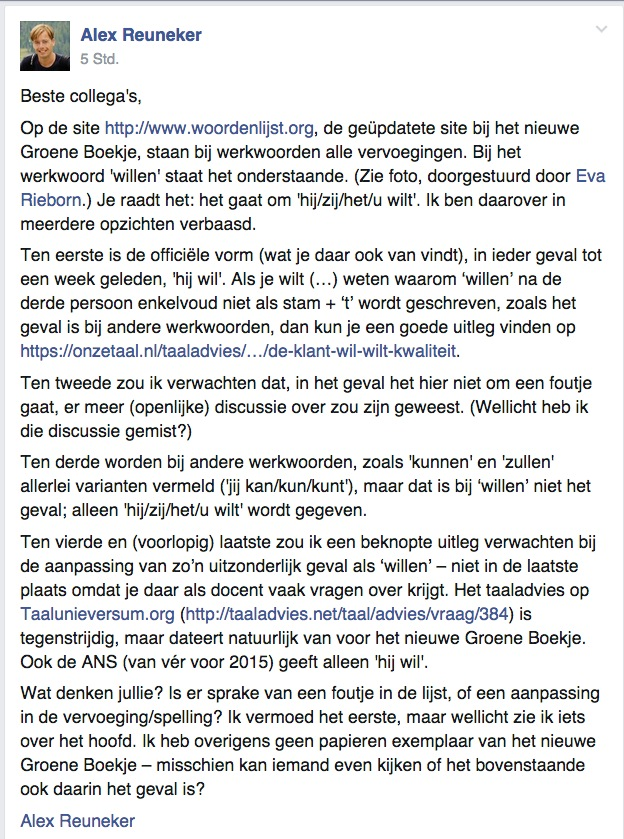 Alex Reuneker
5 Std.
Beste collega's,
Op de site http://www.woordenlijst.org, de geüpdatete site bij het nieuwe
Groene Boekje, staan bij werkwoorden alle vervoegingen. Bij het
werkwoord 'willen' staat het onderstaande. (Zie foto, doorgestuurd door Eva
Rieborn.) Je raadt het: het gaat om 'hij/zij/het/u wilt'. Ik ben daarover in
meerdere opzichten verbaasd.
Ten eerste is de officiële vorm (wat je daar ook van vindt), in ieder geval tot
een week geleden, 'hij wil'. Als je wilt (…) weten waarom ‘willen’ na de
derde persoon enkelvoud niet als stam + ‘t’ wordt geschreven, zoals het
geval is bij andere werkwoorden, dan kun je een goede uitleg vinden op
https://onzetaal.nl/taaladvies/…/de-klant-wil-wilt-kwaliteit.
Ten tweede zou ik verwachten dat, in het geval het hier niet om een foutje
gaat, er meer (openlijke) discussie over zou zijn geweest. (Wellicht heb ik
die discussie gemist?)
Ten derde worden bij andere werkwoorden, zoals 'kunnen' en 'zullen'
allerlei varianten vermeld ('jij kan/kun/kunt'), maar dat is bij ‘willen’ niet het
geval; alleen 'hij/zij/het/u wilt' wordt gegeven.
Ten vierde en (voorlopig) laatste zou ik een beknopte uitleg verwachten bij
de aanpassing van zo’n uitzonderlijk geval als ‘willen’ – niet in de laatste
plaats omdat je daar als docent vaak vragen over krijgt. Het taaladvies op
Taalunieversum.org (http://taaladvies.net/taal/advies/vraag/384) is
tegenstrijdig, maar dateert natuurlijk van voor het nieuwe Groene Boekje.
Ook de ANS (van vér voor 2015) geeft alleen 'hij wil'.
Wat denken jullie? Is er sprake van een foutje in de lijst, of een aanpassing
in de vervoeging/spelling? Ik vermoed het eerste, maar wellicht zie ik iets
over het hoofd. Ik heb overigens geen papieren exemplaar van het nieuwe
Groene Boekje – misschien kan iemand even kijken of het bovenstaande
ook daarin het geval is?
Alex Reuneker